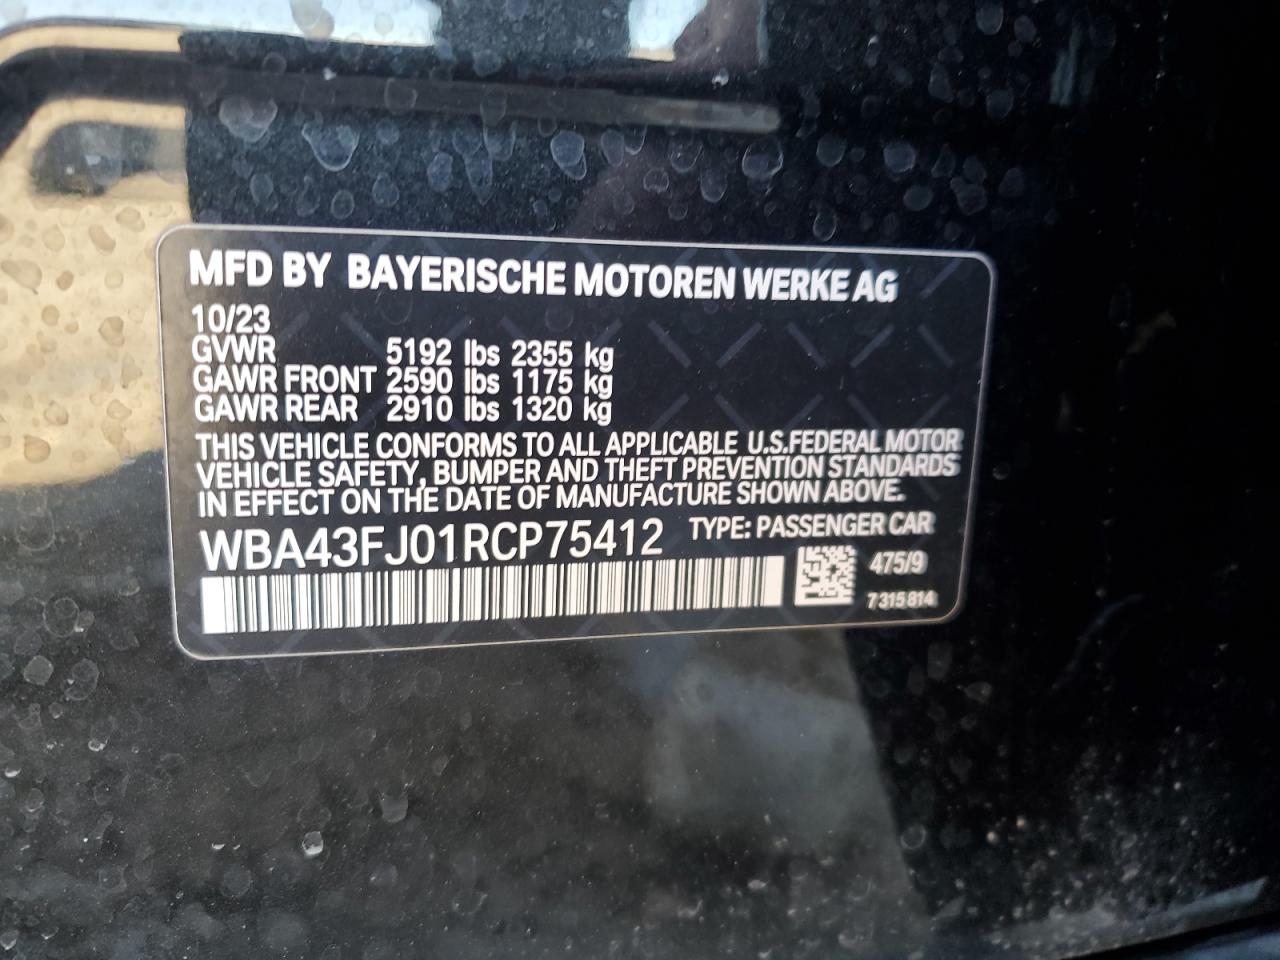 MFD BY BAYERISCHE MOTOREN WERKE AG
10/23
GVWR 5192 lbs 2355 kg
GAWR FRONT 2590 lbs 1175 kg
GAWR REAR 2910 lbs 1320 kg
THIS VEHICLE CONFORMS TO ALL APPLICABLE U.S.FEDERAL MOTOR
VEHICLE SAFETY, BUMPER AND THEFT PREVENTION STANDARDS
IN EFFECT ON THE DATE OF MANUFACTURE SHOWN ABOVE.
WBA43FJ01RCP75412 TYPE: PASSENGER CAR
475/9
7 315 814